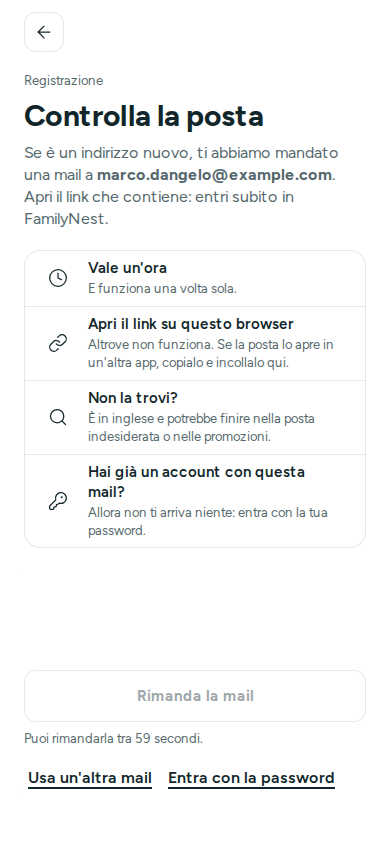 Registrazione
Controlla la posta
Se è un indirizzo nuovo, ti abbiamo mandato
una mail a marco.dangelo@example.com.
Apri il link che contiene: entri subito in
FamilyNest.
Vale un'ora
E funziona una volta sola.
Apri il link su questo browser
Altrove non funziona. Se la posta lo apre in
un'altra app, copialo e incollalo qui.
Non la trovi?
È in inglese e potrebbe finire nella posta
indesiderata o nelle promozioni.
Hai già un account con questa
mail?
Allora non ti arriva niente: entra con la tua
password.
Rimanda la mail
Puoi rimandarla tra 59 secondi.
Usa un'altra mail Entra con la password